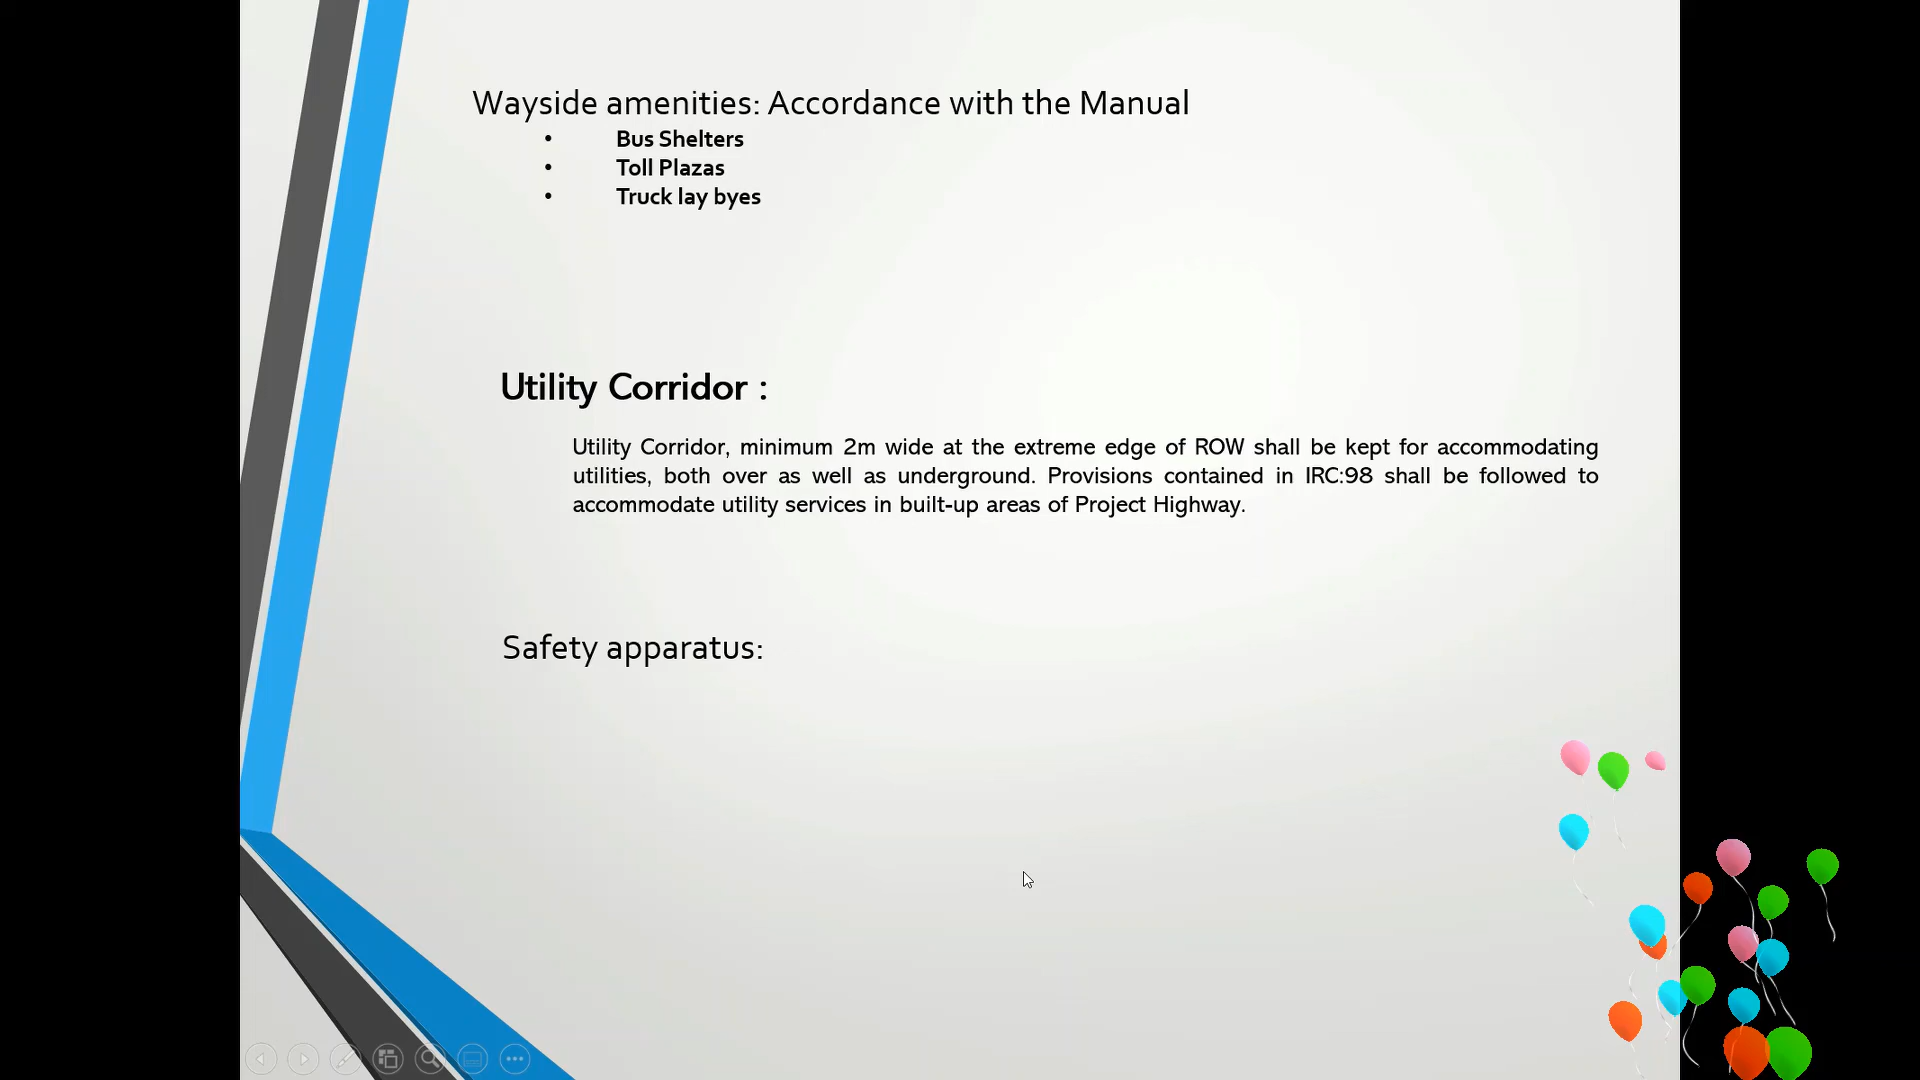 Wayside amenities: Accordance with the Manual
• Bus Shelters
• Toll Plazas
• Truck lay byes
Utility Corridor :
Utility Corridor, minimum 2m wide at the extreme edge of ROW shall be kept for accommodating
utilities, both over as well as underground. Provisions contained in IRC:98 shall be followed to
accommodate utility services in built-up areas of Project Highway.
Safety apparatus: